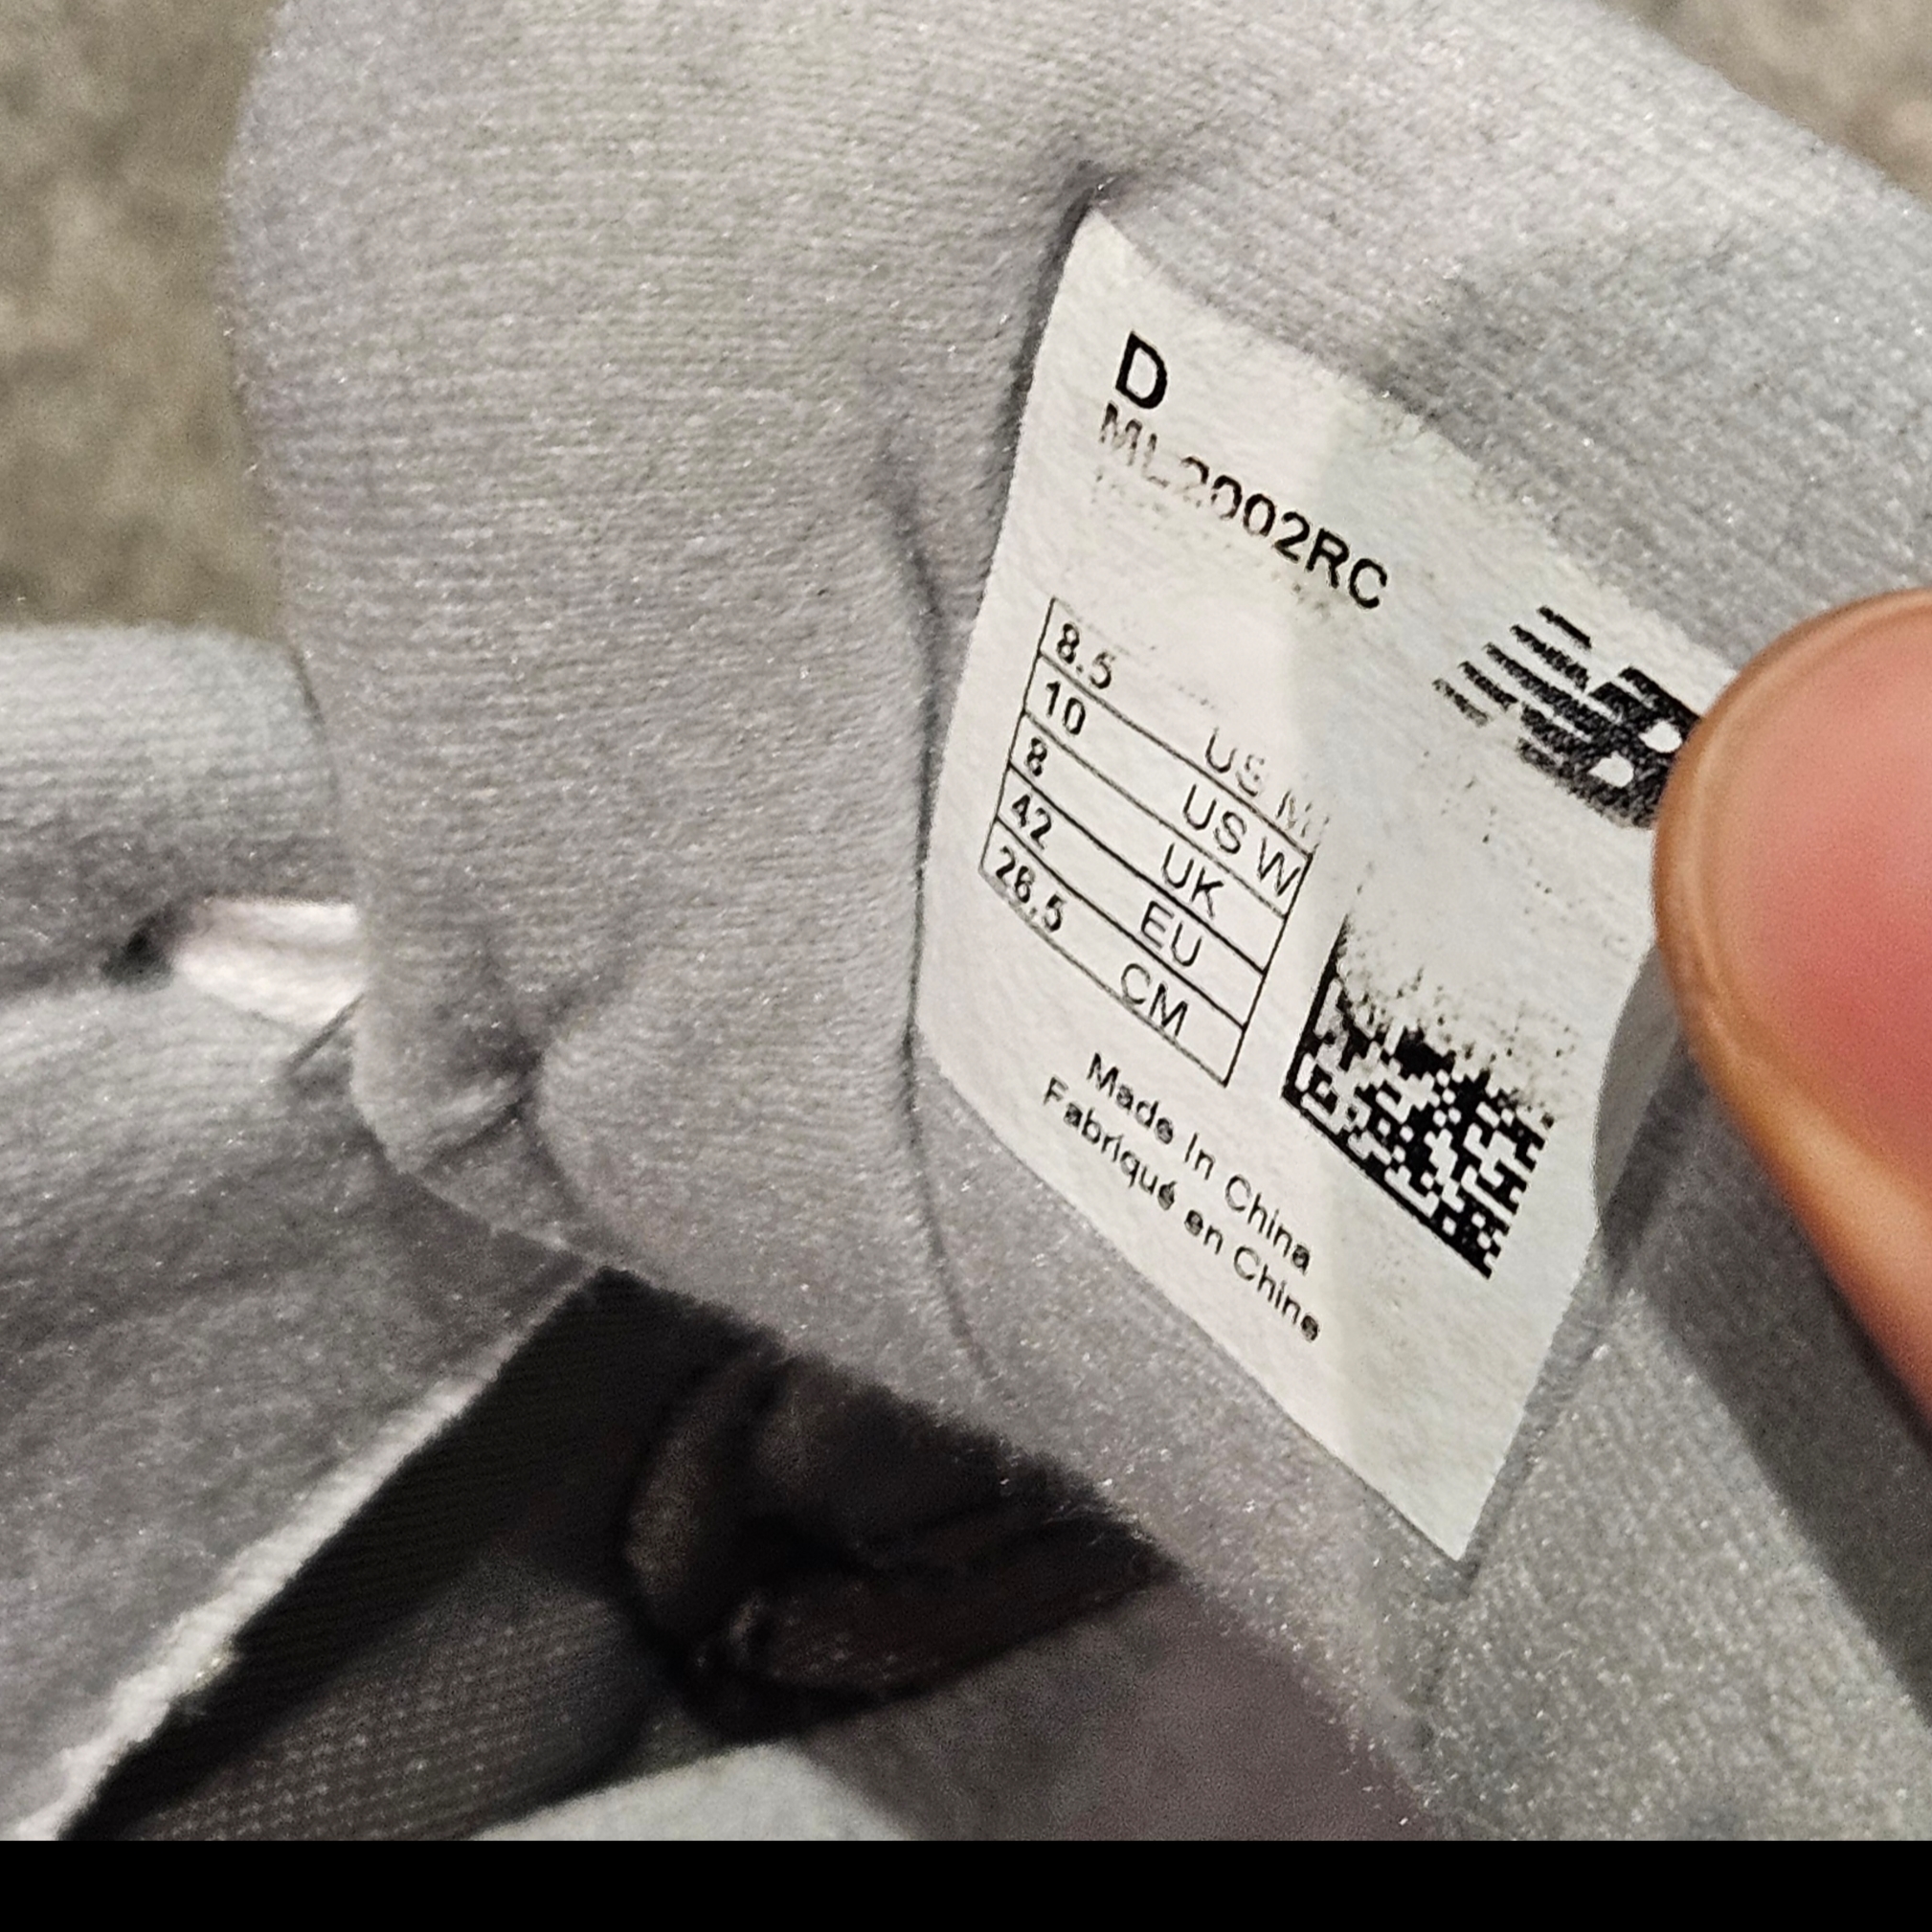 D
ML2002RC
8.5 US M
10 US W
8 UK
42 EU
26.5 CM
NB
Made In China
Fabriqué en Chine